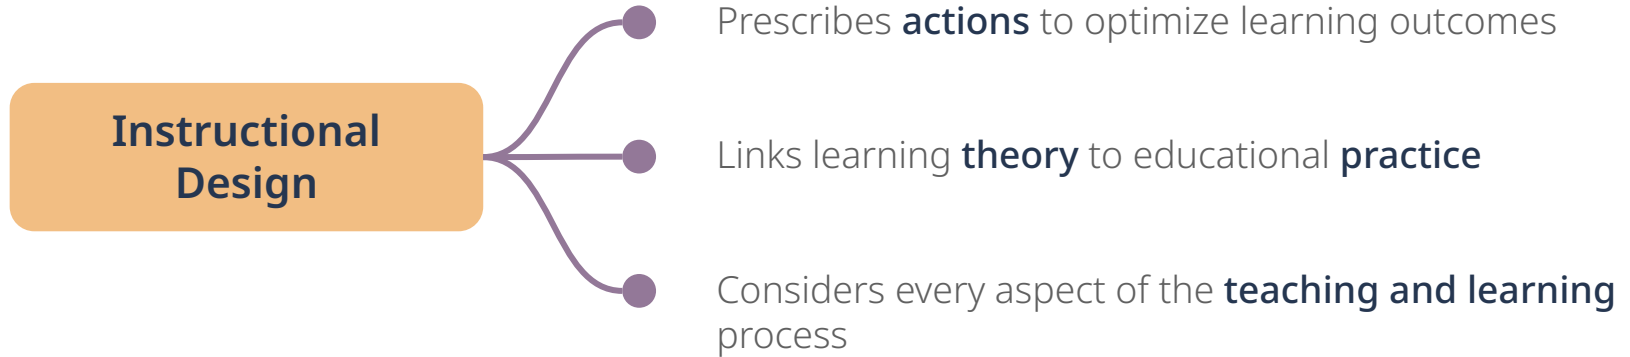 Prescribes actions to optimize learning outcomes
Instructional
Design
Links learning theory to educational practice
Considers every aspect of the teaching and learning
process